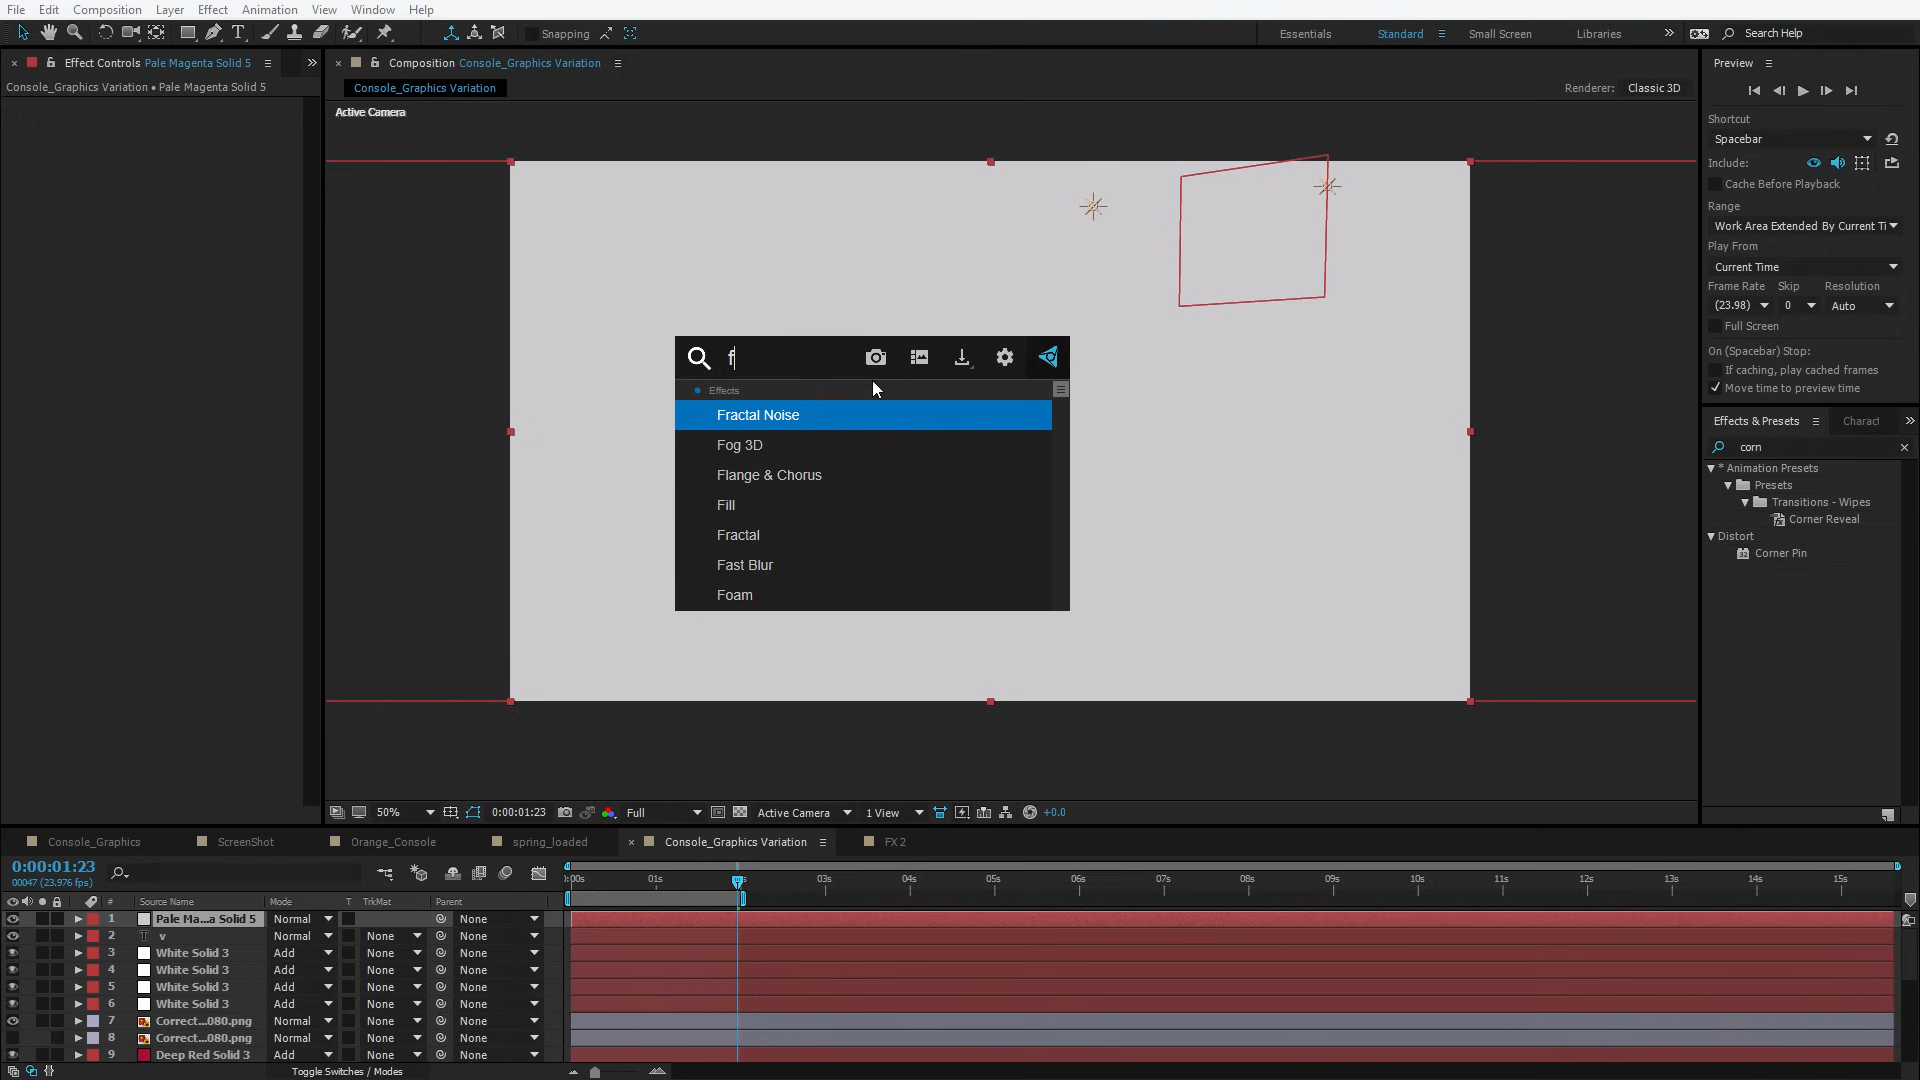 File Edit Composition Layer Effect Animation View Window Help
Snapping
Essentials Standard Small Screen Libraries » Search Help
× Effect Controls Pale Magenta Solid 5 »
Console_Graphics Variation • Pale Magenta Solid 5
× Composition Console_Graphics Variation
Console_Graphics Variation
Renderer: Classic 3D
Active Camera
f
Effects
Fractal Noise
Fog 3D
Flange & Chorus
Fill
Fractal
Fast Blur
Foam
Preview
Shortcut
Spacebar
Include:
Cache Before Playback
Range
Work Area Extended By Current Ti
Play From
Current Time
Frame Rate Skip Resolution
(23.98) 0 Auto
Full Screen
On (Spacebar) Stop:
If caching, play cached frames
Move time to preview time
Effects & Presets Charact »
corn ×
* Animation Presets
Presets
Transitions - Wipes
Corner Reveal
Distort
32 Corner Pin
50% 0:00:01:23 Full Active Camera 1 View +0.0
Console_Graphics ScreenShot Orange_Console spring_loaded × Console_Graphics Variation FX 2
0:00:01:23
00047 (23.976 fps)
:00s 01s s 03s 04s 05s 06s 07s 08s 09s 10s 11s 12s 13s 14s 15s
# Source Name Mode T TrkMat Parent
1 Pale Ma...a Solid 5 Normal None
2 T v Normal None None
3 White Solid 3 Add None None
4 White Solid 3 Add None None
5 White Solid 3 Add None None
6 White Solid 3 Add None None
7 Correct...080.png Normal None None
8 Correct...080.png Normal None None
9 Deep Red Solid 3 Add None None
Toggle Switches / Modes